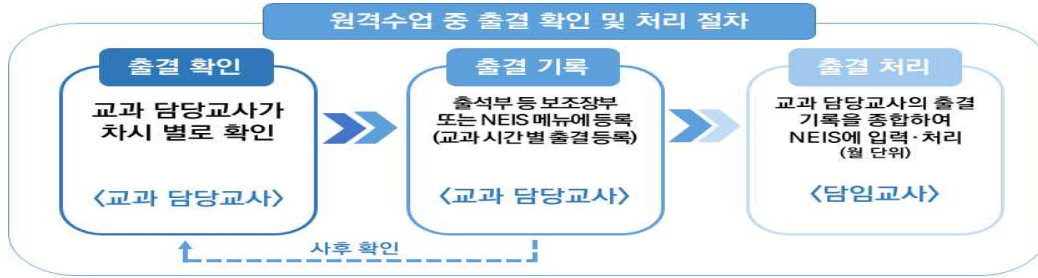 원격수업 중 출결 확인 및 처리 절차
출결 확인
교과 담당교사가
차시 별로 확인
<교과 담당교사>
출결 기록
출석부 등 보조장부
또는 NEIS 메뉴에 등록
(교과 시간별 출결 등록)
<교과 담당교사>
출결 처리
교과 담당교사의 출결
기록을 종합하여
NEIS에 입력·처리
(월 단위)
<담임교사>
사후 확인